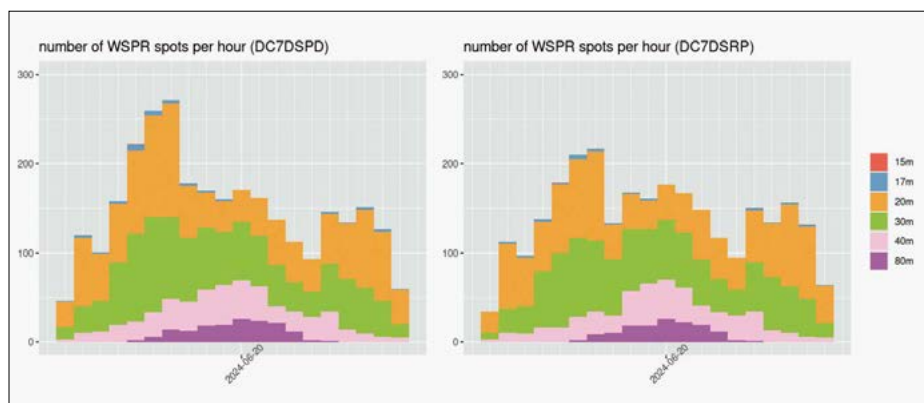 number of WSPR spots per hour (DC7DSPD)
300
200
100
0
2024-06-20
number of WSPR spots per hour (DC7DSRP)
300
200
100
0
2024-06-20
15m
17m
20m
30m
40m
80m